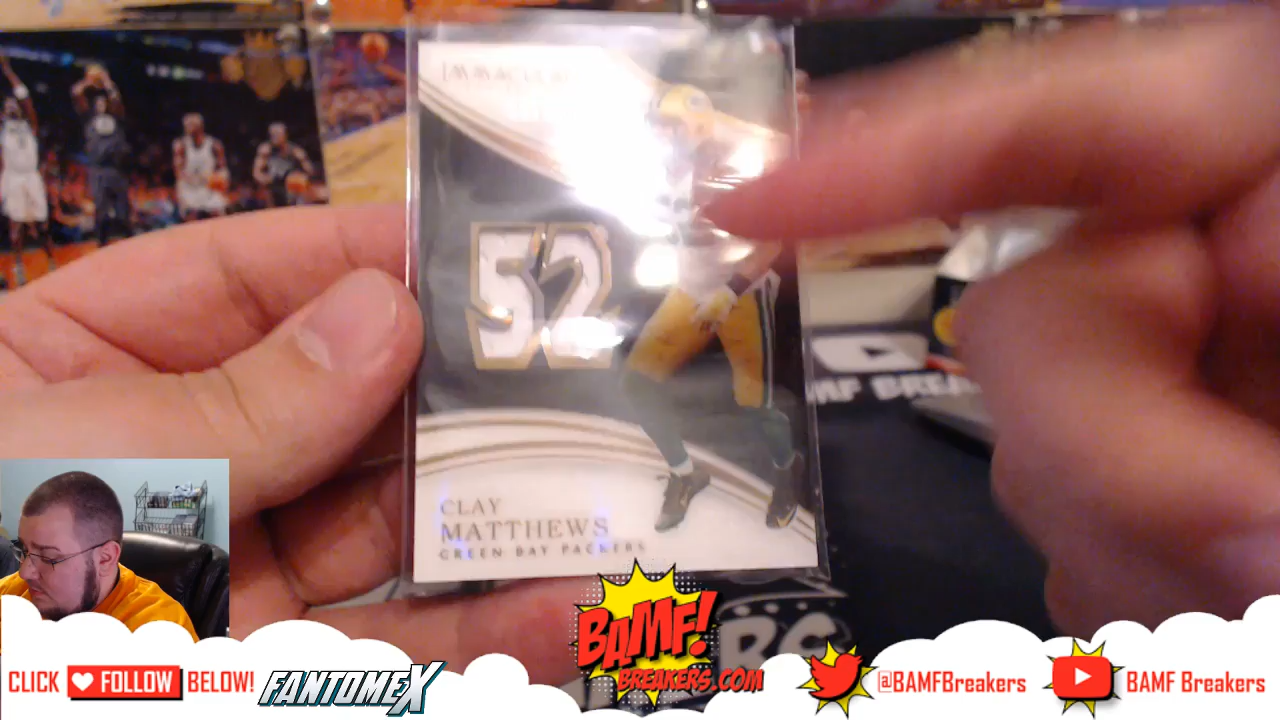 52
CLAY
MATTHEWS
GREEN BAY PACKERS
BAMF!
BREAKERS.COM
CLICK FOLLOW BELOW!
FANTOMEX
@BAMFBreakers
BAMF Breakers